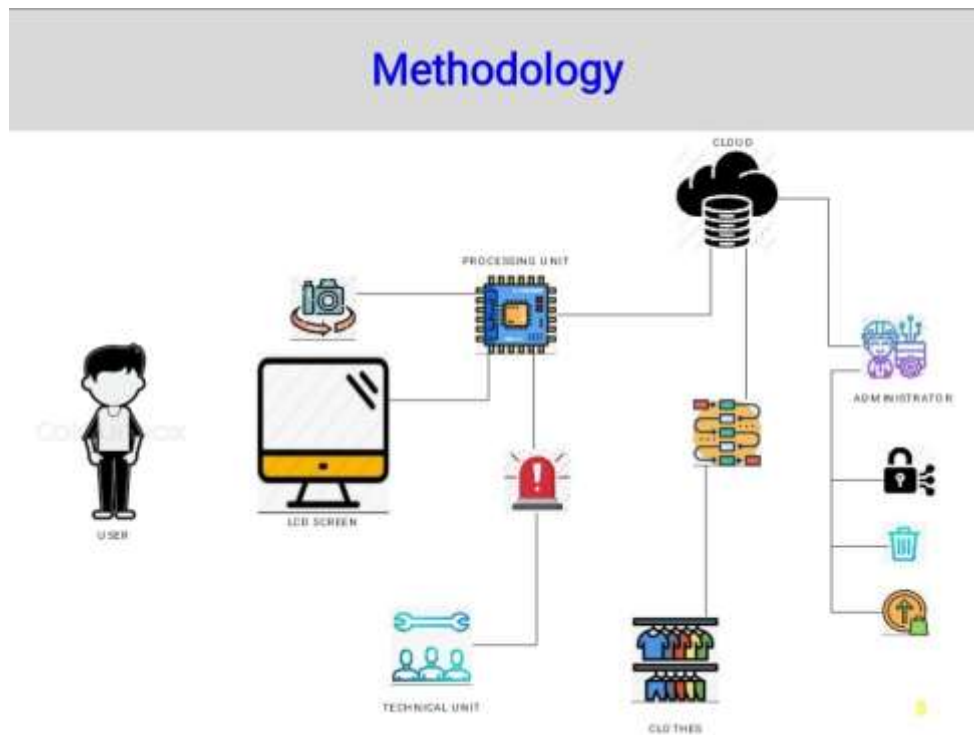 Methodology
CLOUD
PROCESSING UNIT
ADMINISTRATOR
LCD SCREEN
USER
TECHNICAL UNIT
CLOTHES